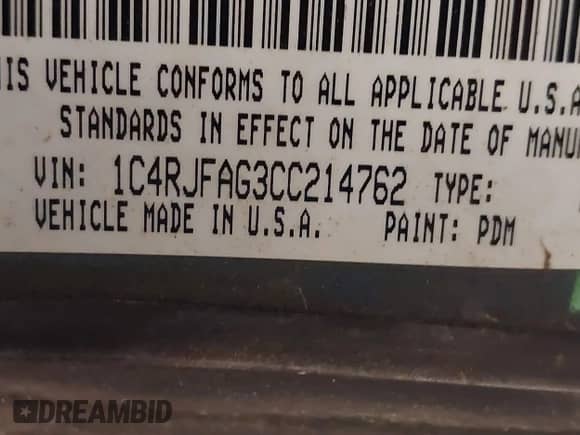 HIS VEHICLE CONFORMS TO ALL APPLICABLE U.S.A
STANDARDS IN EFFECT ON THE DATE OF MANU
VIN: 1C4RJFAG3CC214762 TYPE:
VEHICLE MADE IN U.S.A. PAINT: PDM
DREAMBID